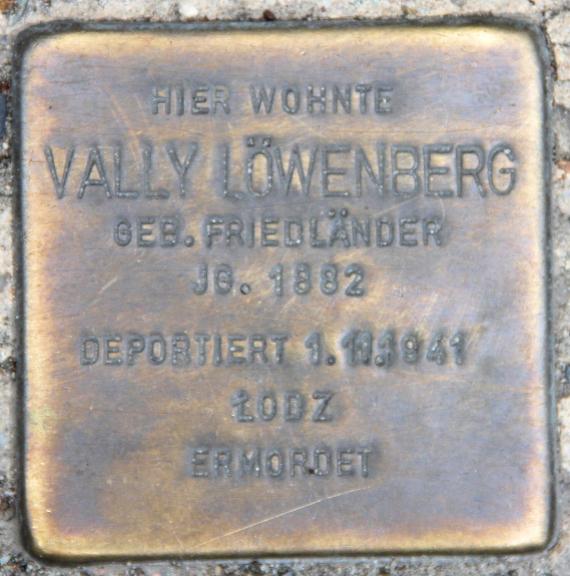 HIER WOHNTE
VALLY LÖWENBERG
GEB. FRIEDLÄNDER
JG. 1882
DEPORTIERT 1.11.1941
ŁODZ
ERMORDET